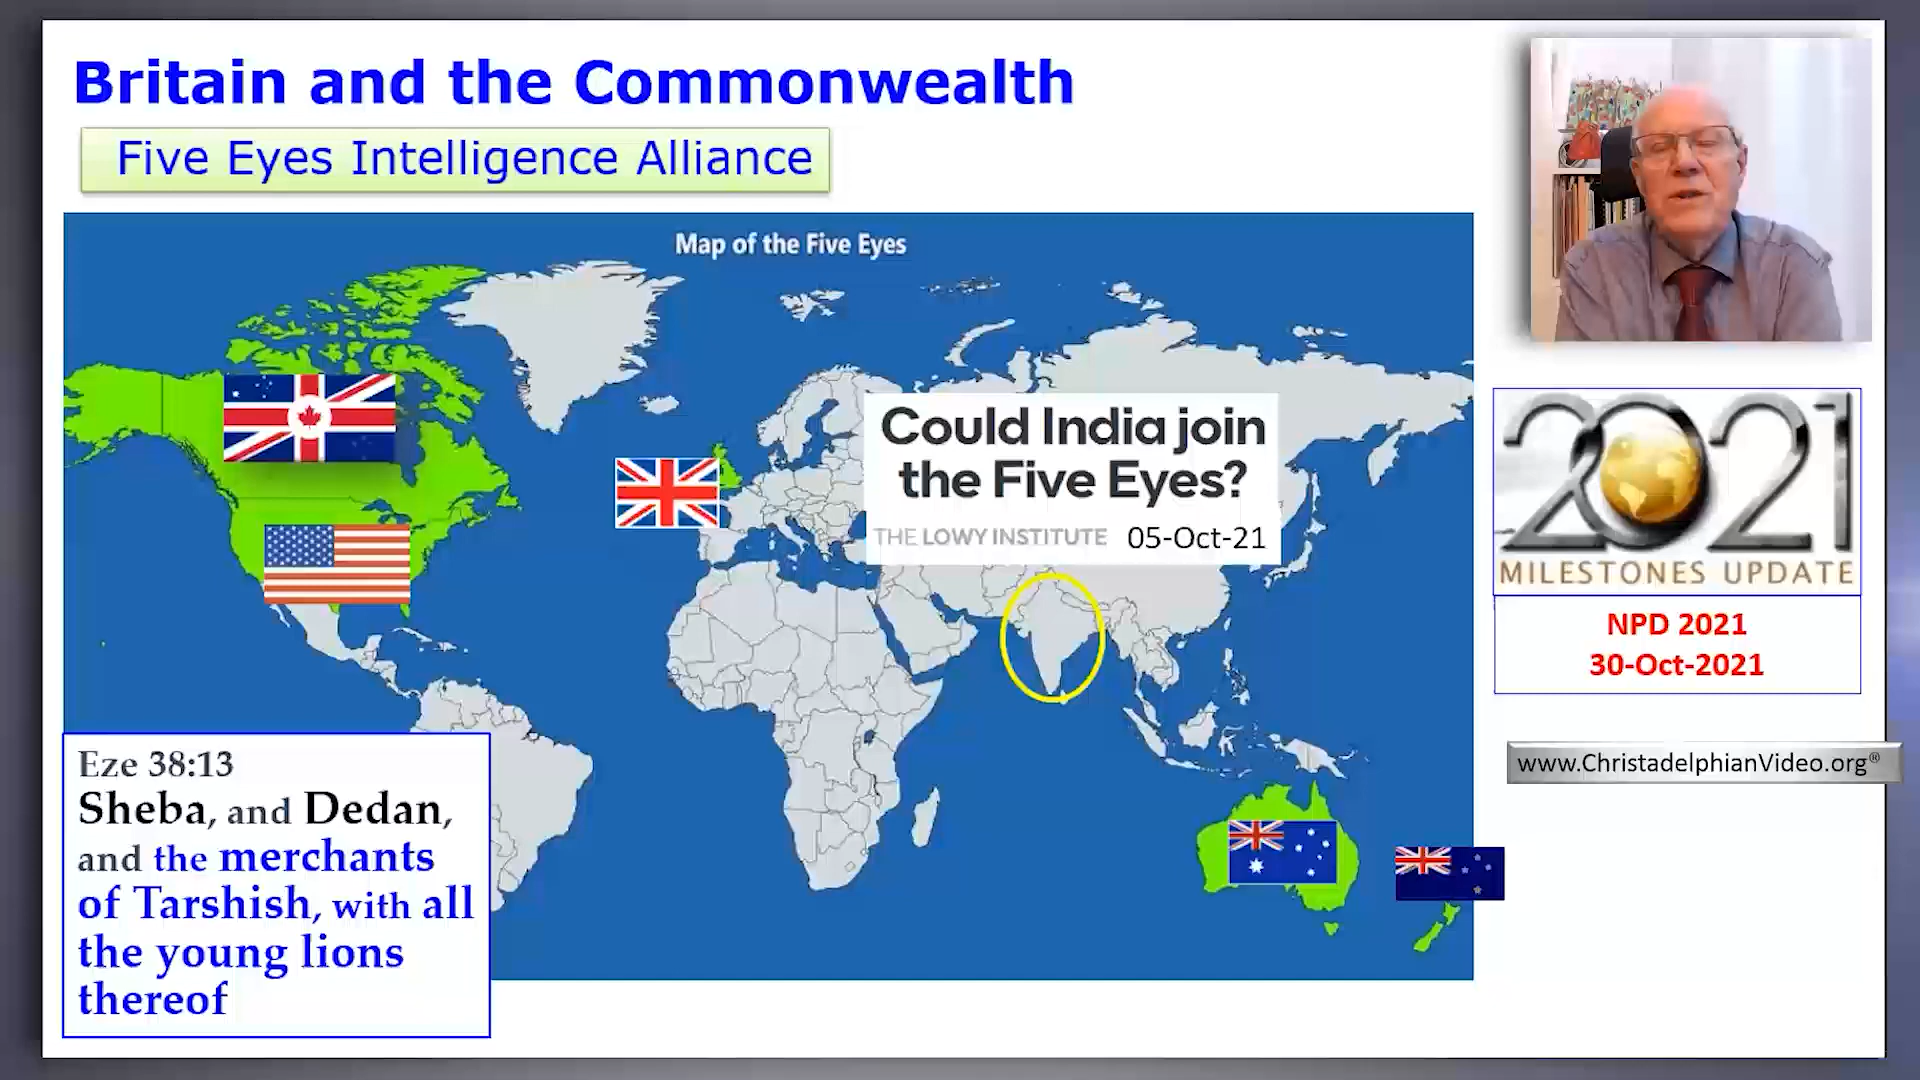 Britain and the Commonwealth
Five Eyes Intelligence Alliance
Map of the Five Eyes
Could India join
the Five Eyes?
THE LOWY INSTITUTE 05-Oct-21
Eze 38:13
Sheba, and Dedan,
and the merchants
of Tarshish, with all
the young lions
thereof
2021
MILESTONES UPDATE
NPD 2021
30-Oct-2021
www.ChristadelphianVideo.org®